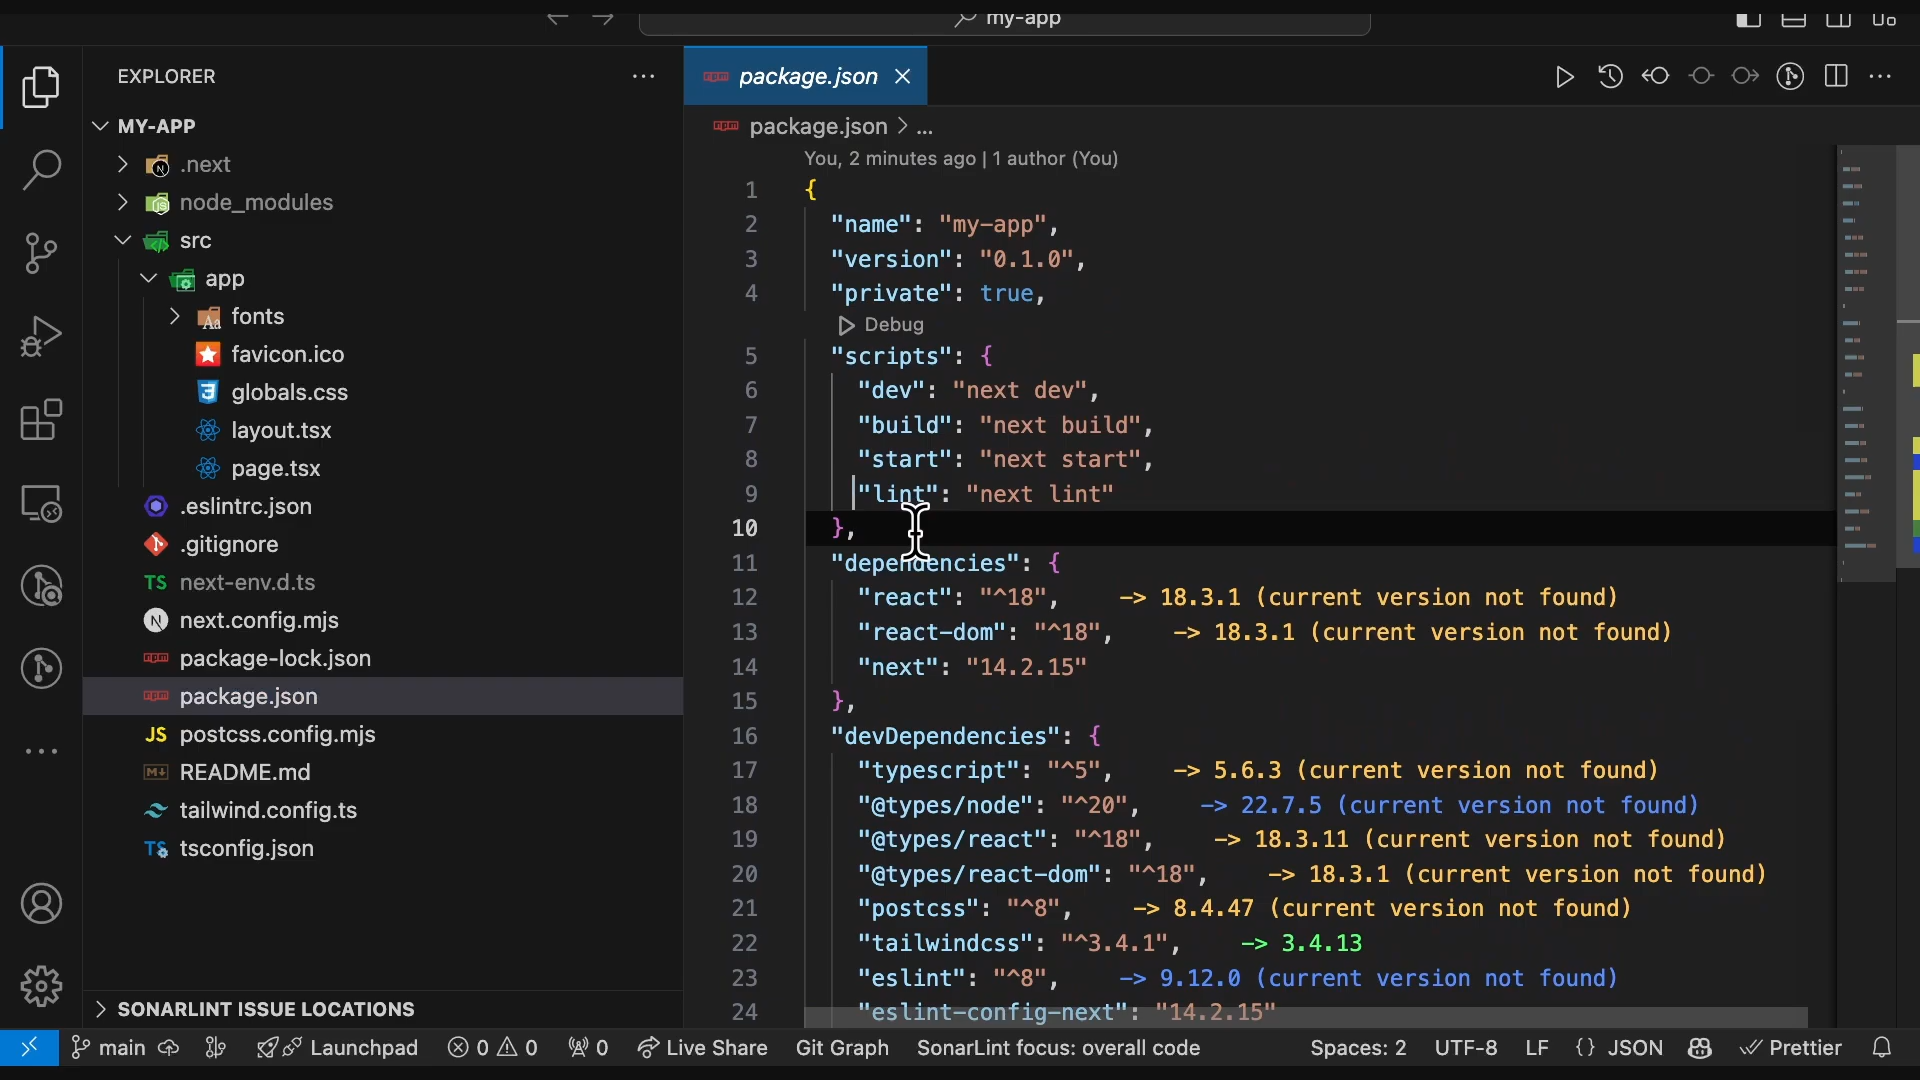 my-app
EXPLORER
MY-APP
.next
node_modules
src
app
fonts
favicon.ico
globals.css
layout.tsx
page.tsx
.eslintrc.json
.gitignore
TS next-env.d.ts
next.config.mjs
package-lock.json
package.json
JS postcss.config.mjs
README.md
tailwind.config.ts
TS tsconfig.json
SONARLINT ISSUE LOCATIONS
package.json
package.json > ...
You, 2 minutes ago | 1 author (You)
1 {
2 "name": "my-app",
3 "version": "0.1.0",
4 "private": true,
Debug
5 "scripts": {
6 "dev": "next dev",
7 "build": "next build",
8 "start": "next start",
9 "lint": "next lint"
10 },
11 "dependencies": {
12 "react": "^18", -> 18.3.1 (current version not found)
13 "react-dom": "^18", -> 18.3.1 (current version not found)
14 "next": "14.2.15"
15 },
16 "devDependencies": {
17 "typescript": "^5", -> 5.6.3 (current version not found)
18 "@types/node": "^20", -> 22.7.5 (current version not found)
19 "@types/react": "^18", -> 18.3.11 (current version not found)
20 "@types/react-dom": "^18", -> 18.3.1 (current version not found)
21 "postcss": "^8", -> 8.4.47 (current version not found)
22 "tailwindcss": "^3.4.1", -> 3.4.13
23 "eslint": "^8", -> 9.12.0 (current version not found)
24 "eslint-config-next": "14.2.15"
main Launchpad 0 0 0 Live Share Git Graph SonarLint focus: overall code Spaces: 2 UTF-8 LF {} JSON Prettier